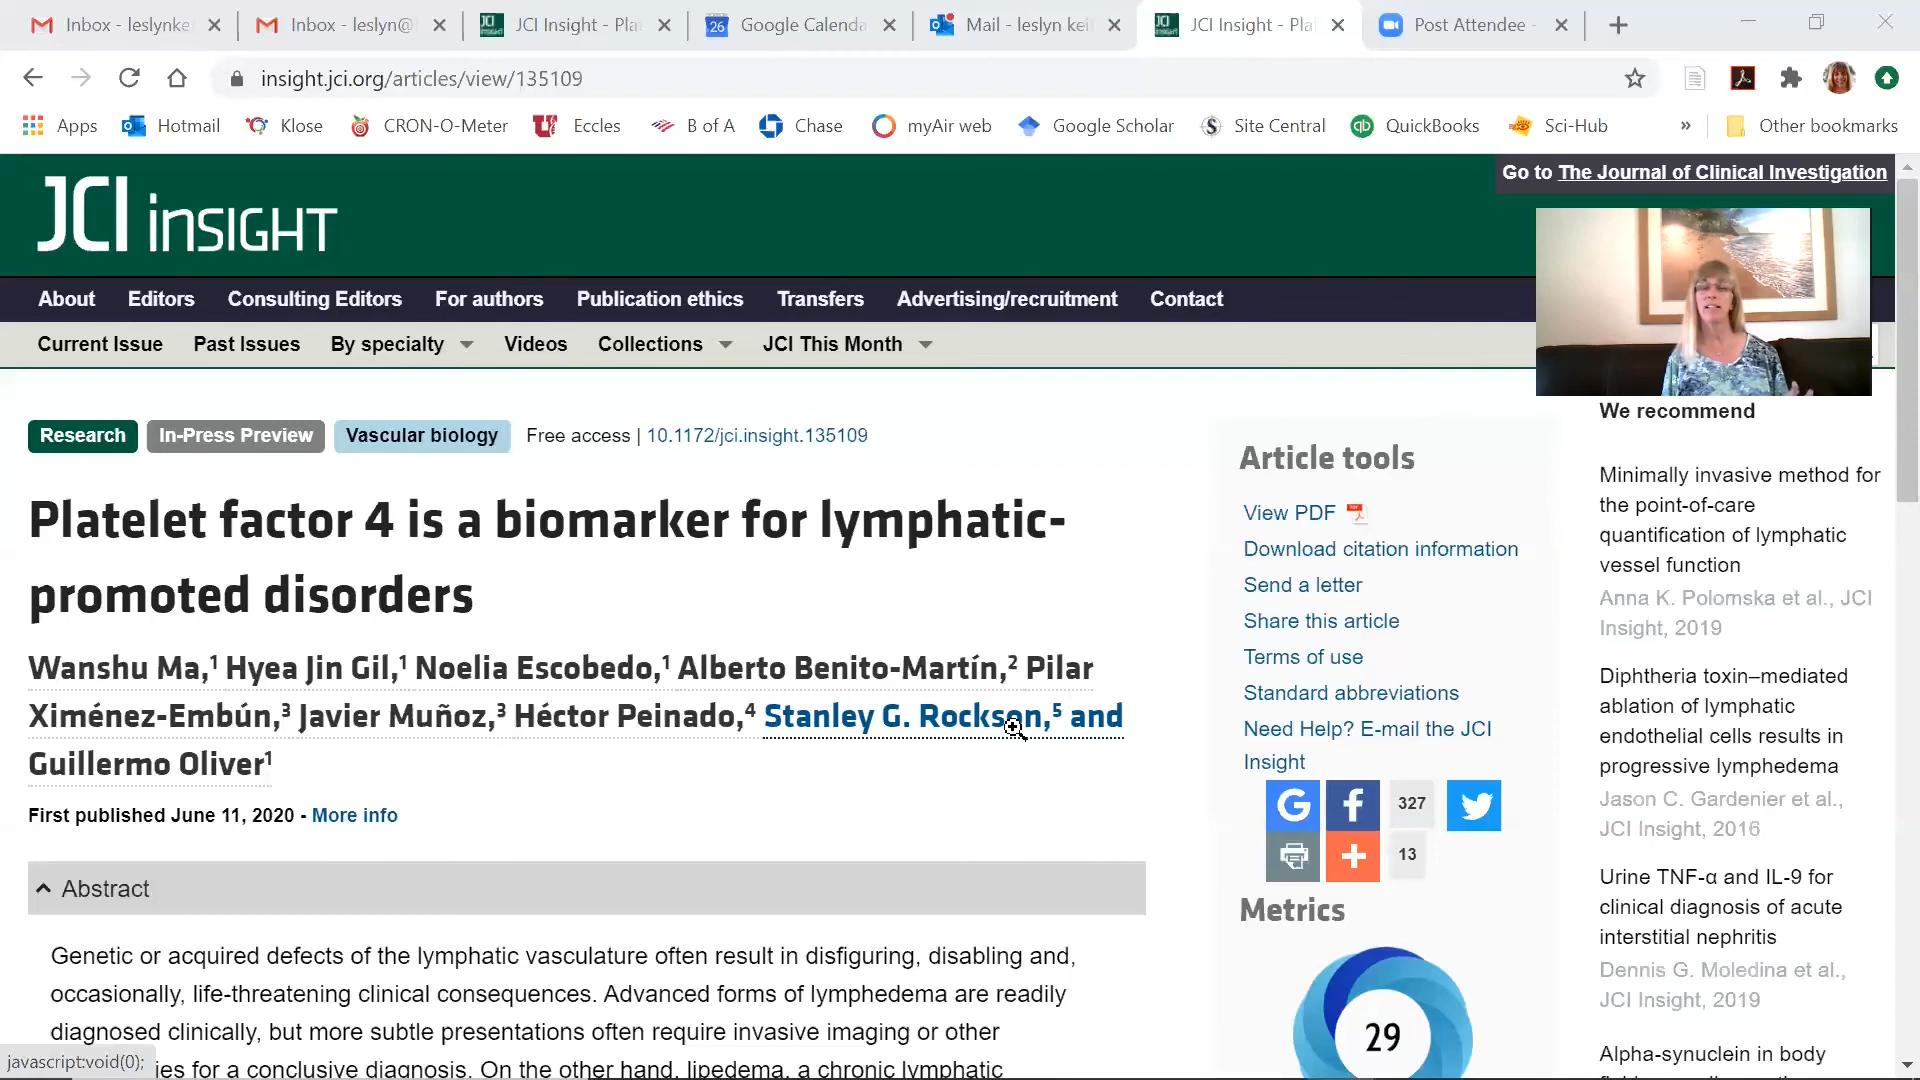 Inbox - leslynke
Inbox - leslyn@
JCI Insight - Pla
Google Calenda
Mail - leslyn kei
JCI Insight - Pla
Post Attendee -
insight.jci.org/articles/view/135109
Apps
Hotmail
Klose
CRON-O-Meter
Eccles
B of A
Chase
myAir web
Google Scholar
Site Central
QuickBooks
Sci-Hub
»
Other bookmarks
JCI insight
Go to The Journal of Clinical Investigation
About Editors Consulting Editors For authors Publication ethics Transfers Advertising/recruitment Contact
Current Issue Past Issues By specialty Videos Collections JCI This Month
Research In-Press Preview Vascular biology Free access | 10.1172/jci.insight.135109
Platelet factor 4 is a biomarker for lymphatic-
promoted disorders
Wanshu Ma,¹ Hyea Jin Gil,¹ Noelia Escobedo,¹ Alberto Benito-Martín,² Pilar
Ximénez-Embún,³ Javier Muñoz,³ Héctor Peinado,⁴ Stanley G. Rockson,⁵ and
Guillermo Oliver¹
First published June 11, 2020 - More info
Abstract
Genetic or acquired defects of the lymphatic vasculature often result in disfiguring, disabling and,
occasionally, life-threatening clinical consequences. Advanced forms of lymphedema are readily
diagnosed clinically, but more subtle presentations often require invasive imaging or other
ies for a conclusive diagnosis. On the other hand, lipedema, a chronic lymphatic
javascript:void(0);
Article tools
View PDF
Download citation information
Send a letter
Share this article
Terms of use
Standard abbreviations
Need Help? E-mail the JCI
Insight
327
13
Metrics
29
We recommend
Minimally invasive method for
the point-of-care
quantification of lymphatic
vessel function
Anna K. Polomska et al., JCI
Insight, 2019
Diphtheria toxin–mediated
ablation of lymphatic
endothelial cells results in
progressive lymphedema
Jason C. Gardenier et al.,
JCI Insight, 2016
Urine TNF-α and IL-9 for
clinical diagnosis of acute
interstitial nephritis
Dennis G. Moledina et al.,
JCI Insight, 2019
Alpha-synuclein in body